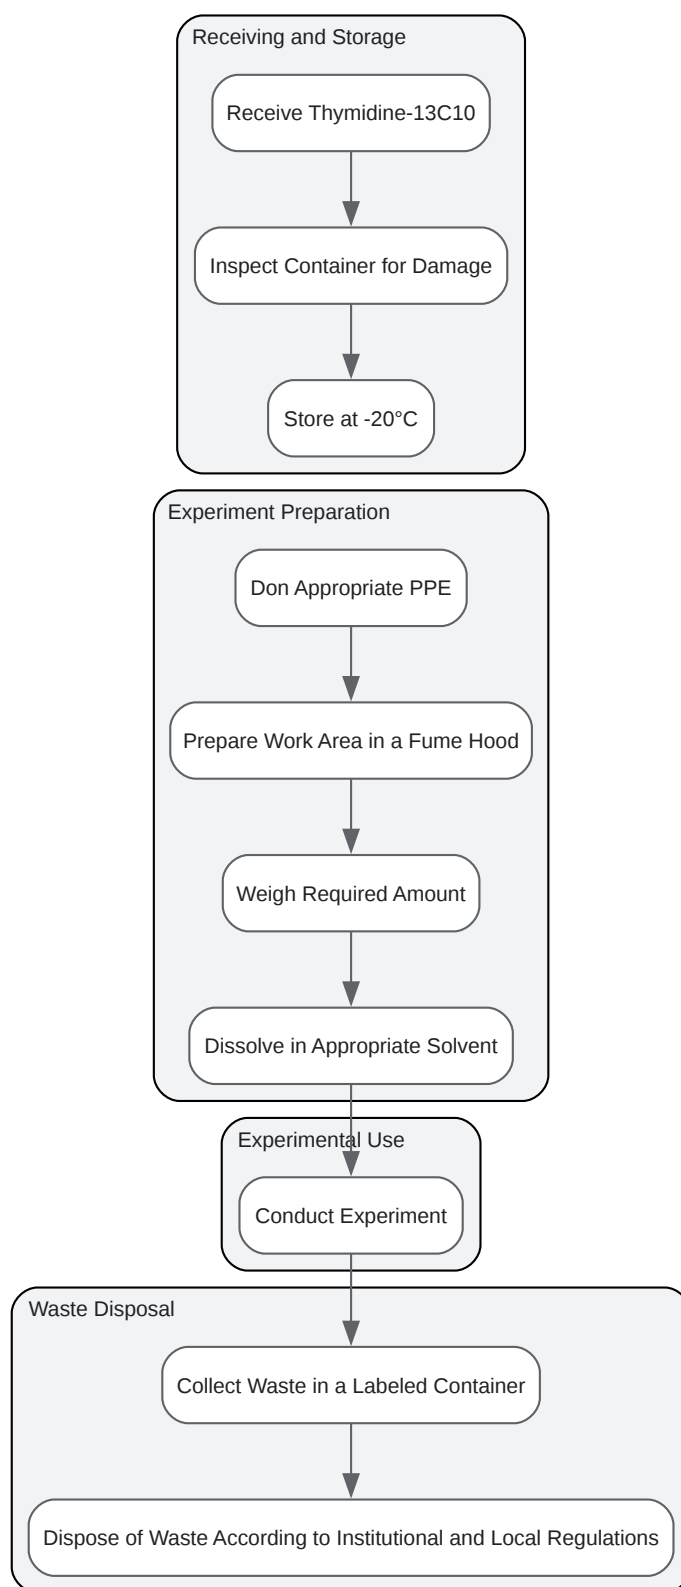 Receiving and Storage
Receive Thymidine-13C10
Inspect Container for Damage
Store at -20°C
Experiment Preparation
Don Appropriate PPE
Prepare Work Area in a Fume Hood
Weigh Required Amount
Dissolve in Appropriate Solvent
Experimental Use
Conduct Experiment
Waste Disposal
Collect Waste in a Labeled Container
Dispose of Waste According to Institutional and Local Regulations